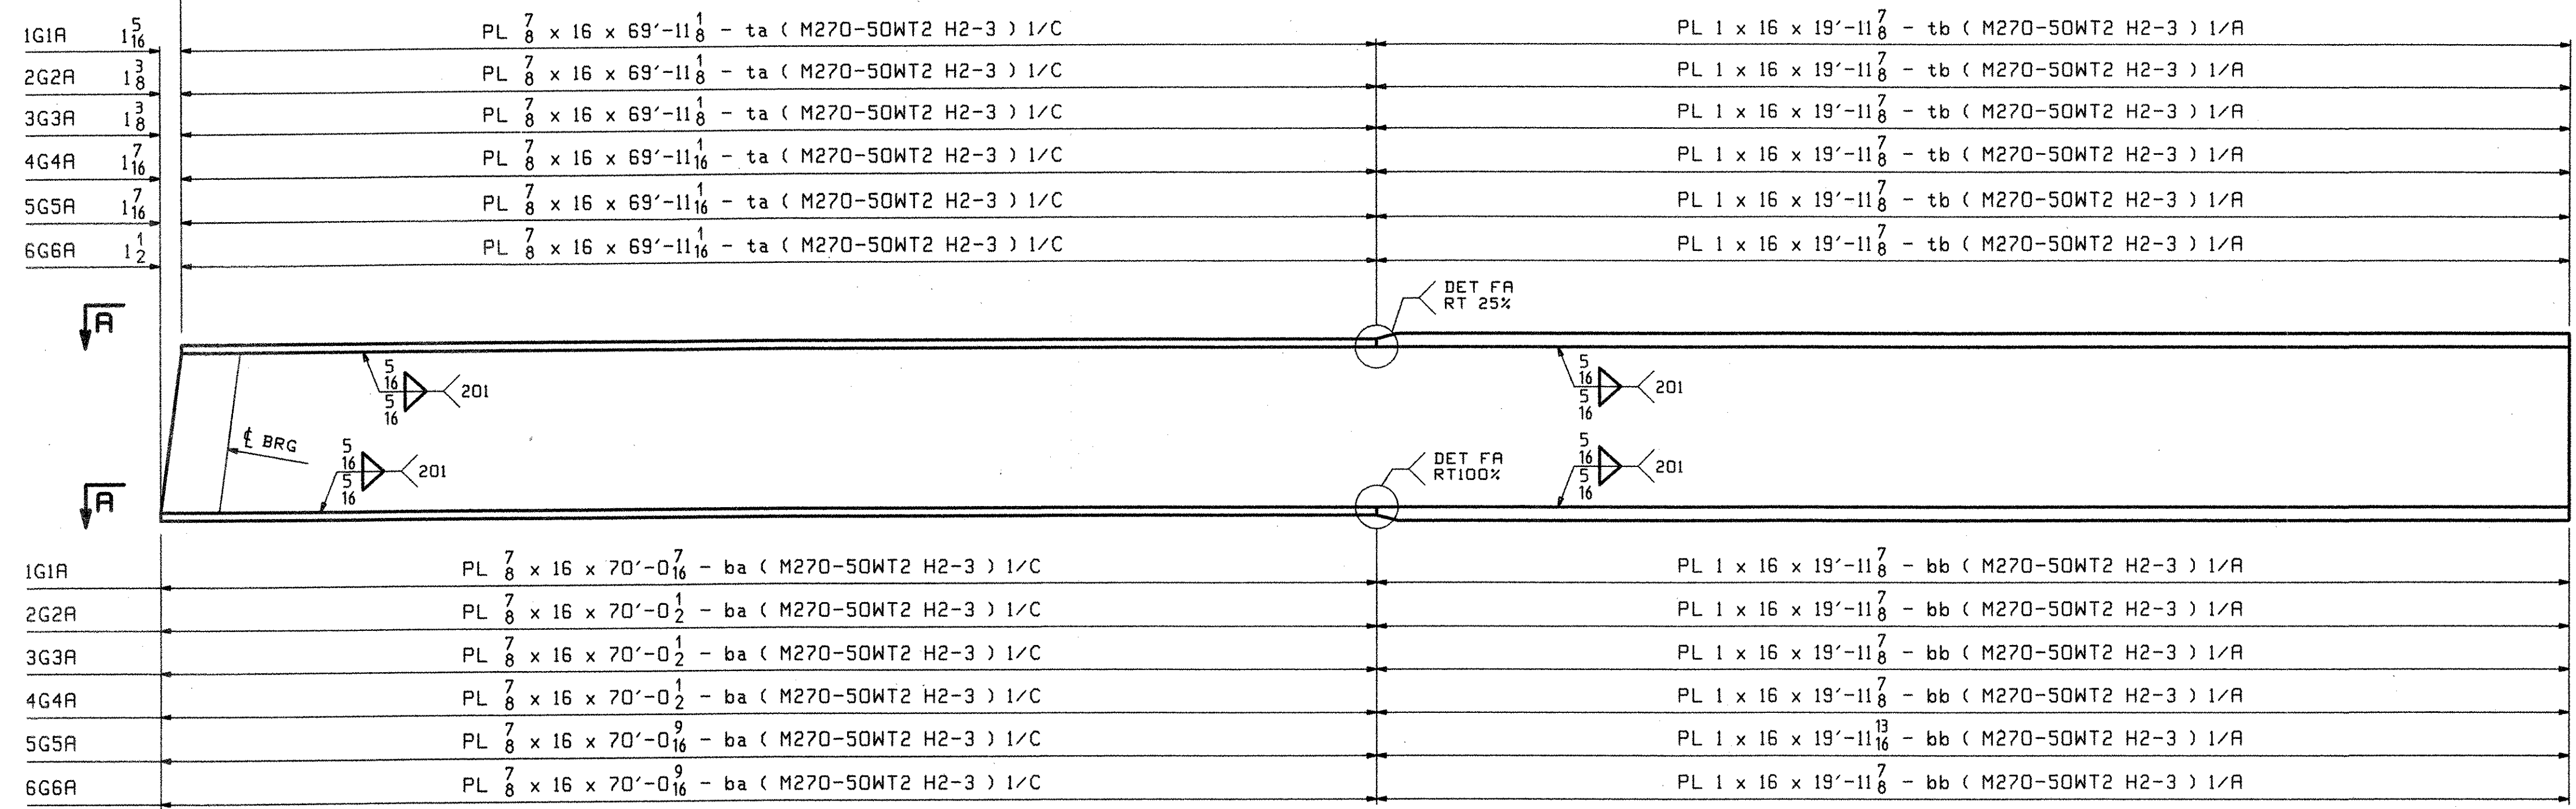 1G1A 1 5/16 PL 7/8 x 16 x 69'-11 1/8 - ta ( M270-50WT2 H2-3 ) 1/C PL 1 x 16 x 19'-11 7/8 - tb ( M270-50WT2 H2-3 ) 1/A
2G2A 1 3/8 PL 7/8 x 16 x 69'-11 1/8 - ta ( M270-50WT2 H2-3 ) 1/C PL 1 x 16 x 19'-11 7/8 - tb ( M270-50WT2 H2-3 ) 1/A
3G3A 1 3/8 PL 7/8 x 16 x 69'-11 1/8 - ta ( M270-50WT2 H2-3 ) 1/C PL 1 x 16 x 19'-11 7/8 - tb ( M270-50WT2 H2-3 ) 1/A
4G4A 1 7/16 PL 7/8 x 16 x 69'-11 1/16 - ta ( M270-50WT2 H2-3 ) 1/C PL 1 x 16 x 19'-11 7/8 - tb ( M270-50WT2 H2-3 ) 1/A
5G5A 1 7/16 PL 7/8 x 16 x 69'-11 1/16 - ta ( M270-50WT2 H2-3 ) 1/C PL 1 x 16 x 19'-11 7/8 - tb ( M270-50WT2 H2-3 ) 1/A
6G6A 1 1/2 PL 7/8 x 16 x 69'-11 1/16 - ta ( M270-50WT2 H2-3 ) 1/C PL 1 x 16 x 19'-11 7/8 - tb ( M270-50WT2 H2-3 ) 1/A
A
DET FA
RT 25%
5/16
5/16
201
5/16
5/16
201
℄ BRG
5/16
5/16
201
DET FA
RT100%
5/16
5/16
201
A
1G1A PL 7/8 x 16 x 70'-0 7/16 - ba ( M270-50WT2 H2-3 ) 1/C PL 1 x 16 x 19'-11 7/8 - bb ( M270-50WT2 H2-3 ) 1/A
2G2A PL 7/8 x 16 x 70'-0 1/2 - ba ( M270-50WT2 H2-3 ) 1/C PL 1 x 16 x 19'-11 7/8 - bb ( M270-50WT2 H2-3 ) 1/A
3G3A PL 7/8 x 16 x 70'-0 1/2 - ba ( M270-50WT2 H2-3 ) 1/C PL 1 x 16 x 19'-11 7/8 - bb ( M270-50WT2 H2-3 ) 1/A
4G4A PL 7/8 x 16 x 70'-0 1/2 - ba ( M270-50WT2 H2-3 ) 1/C PL 1 x 16 x 19'-11 7/8 - bb ( M270-50WT2 H2-3 ) 1/A
5G5A PL 7/8 x 16 x 70'-0 9/16 - ba ( M270-50WT2 H2-3 ) 1/C PL 1 x 16 x 19'-11 13/16 - bb ( M270-50WT2 H2-3 ) 1/A
6G6A PL 7/8 x 16 x 70'-0 9/16 - ba ( M270-50WT2 H2-3 ) 1/C PL 1 x 16 x 19'-11 7/8 - bb ( M270-50WT2 H2-3 ) 1/A